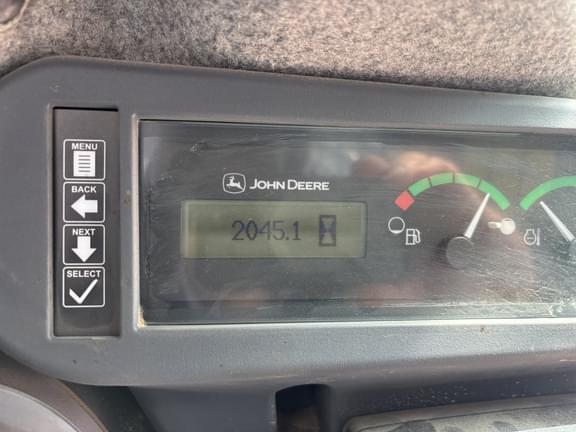 MENU
BACK
NEXT
SELECT
JOHN DEERE
2045.1